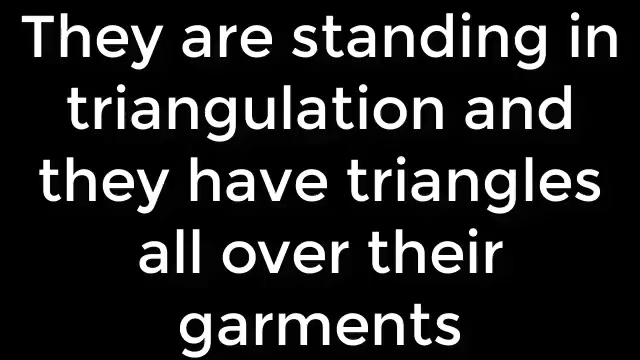 They are standing in
triangulation and
they have triangles
all over their
garments